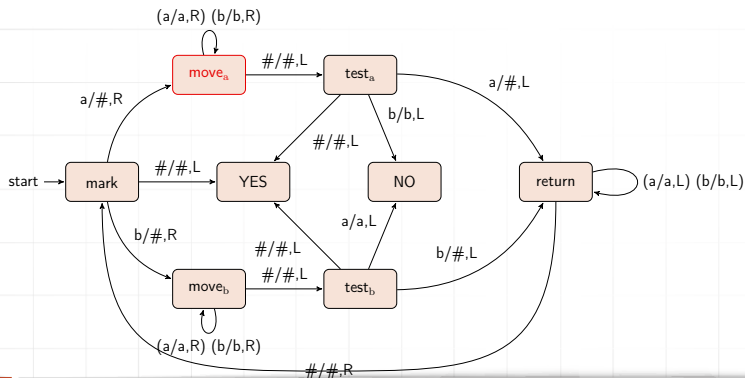 (a/a,R) (b/b,R)
move_a
#/#,L
test_a
a/#,L
a/#,R
b/b,L
#/#,L
start
mark
#/#,L
YES
NO
return
(a/a,L) (b/b,L)
a/a,L
b/#,R
#/#,L
b/#,L
#/#,L
move_b
test_b
(a/a,R) (b/b,R)
#/#,R